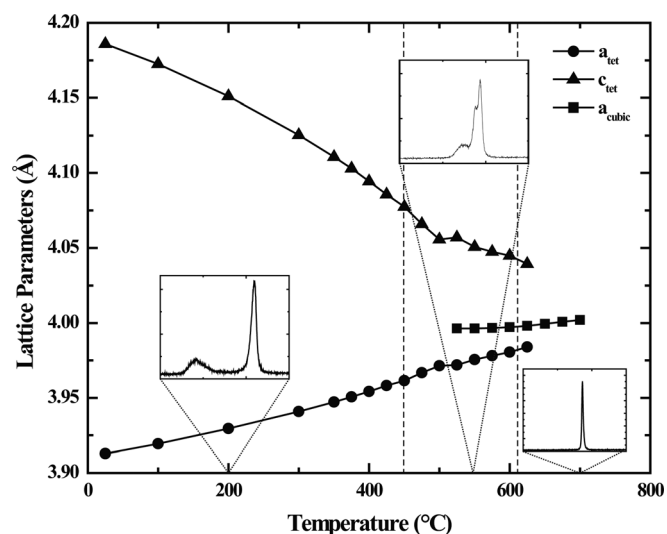 4.20
4.15
4.10
4.05
4.00
3.95
3.90
Lattice Parameters (Å)
a_tet
c_tet
a_cubic
0
200
400
600
800
Temperature (°C)